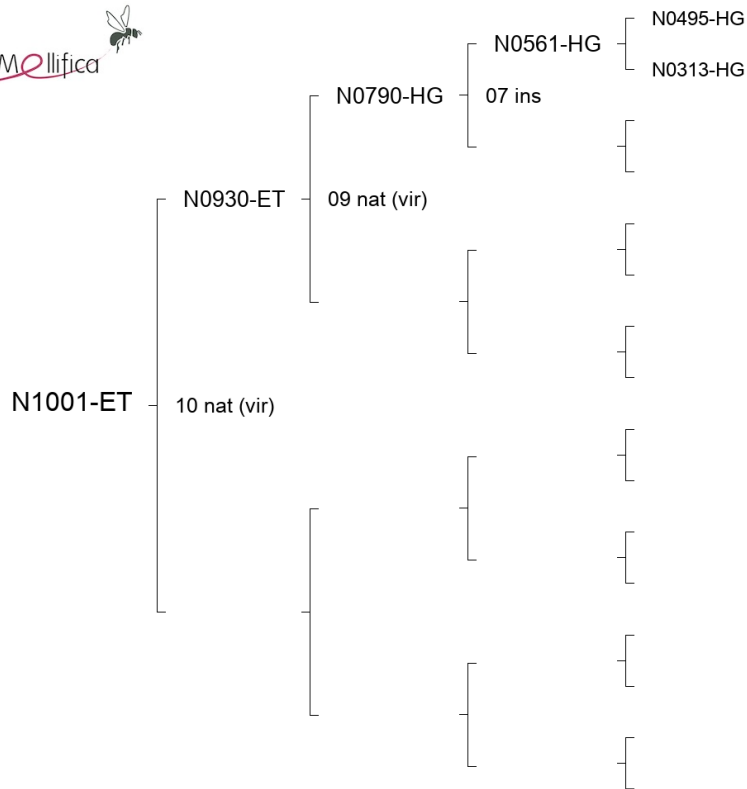 Mellifica
N0495-HG
N0561-HG
N0313-HG
N0790-HG
07 ins
N0930-ET
09 nat (vir)
N1001-ET
10 nat (vir)